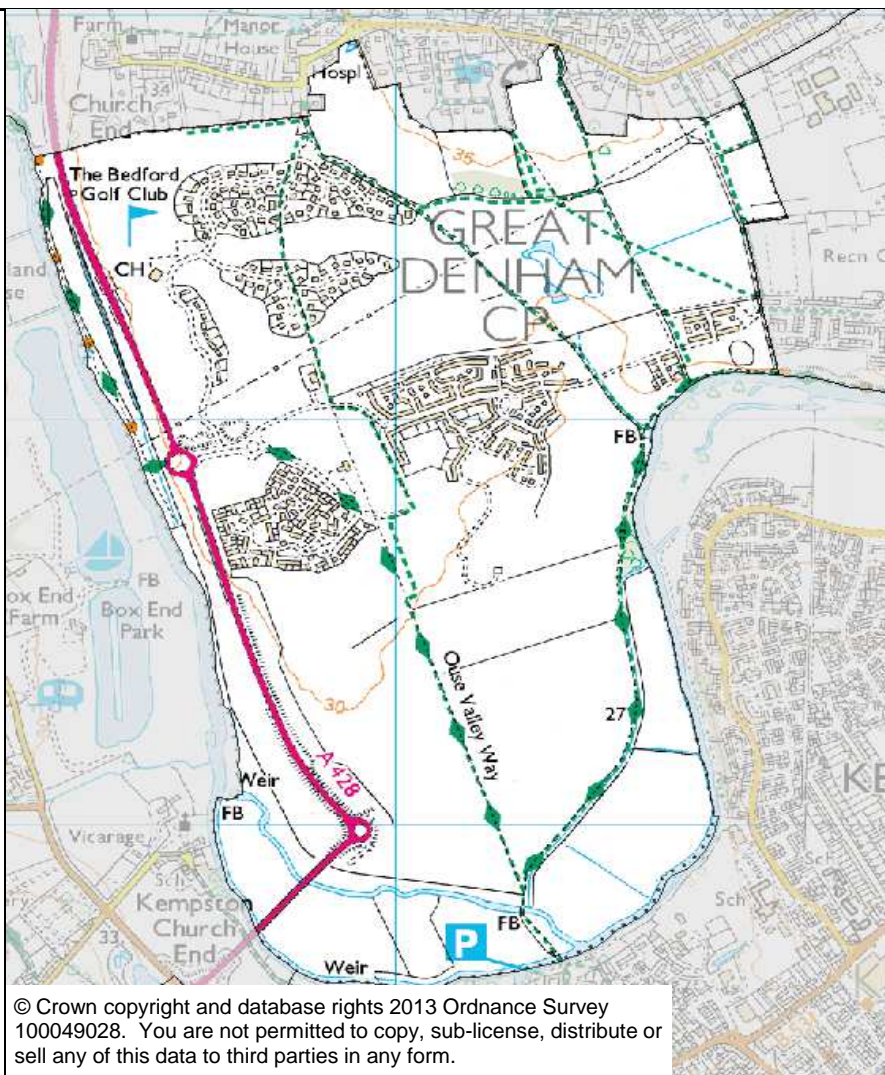 Farm
Manor
House
Hospl
34
Church
End
35
The Bedford
Golf Club
GREAT
DENHAM
CP
CH
Recn
FB
FB
Box End
Park
Farm
Ouse Valley Way
27
30
A 428
Weir
FB
Vicarage
Sch
Sch
Kempston
Church
End
33
FB
P
Weir
© Crown copyright and database rights 2013 Ordnance Survey
100049028. You are not permitted to copy, sub-license, distribute or
sell any of this data to third parties in any form.